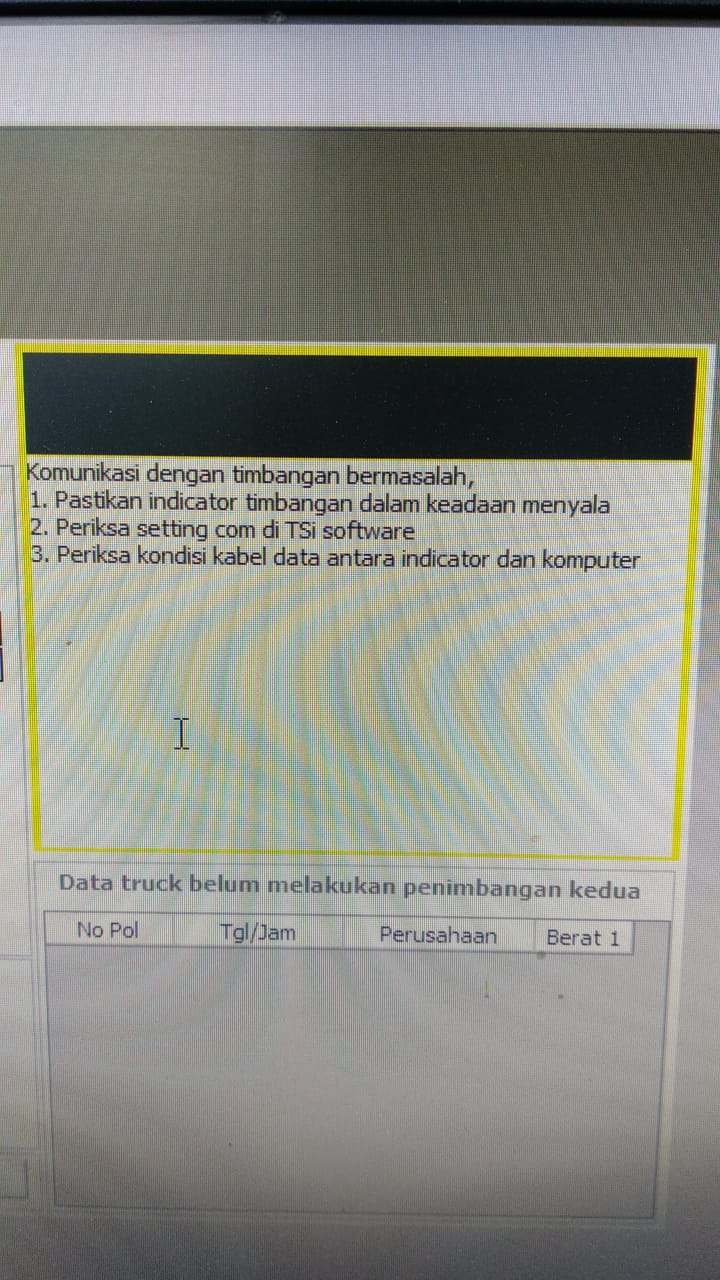 Komunikasi dengan timbangan bermasalah,
1. Pastikan indicator timbangan dalam keadaan menyala
2. Periksa setting com di TSi software
3. Periksa kondisi kabel data antara indicator dan komputer
Data truck belum melakukan penimbangan kedua
No Pol Tgl/Jam Perusahaan Berat 1